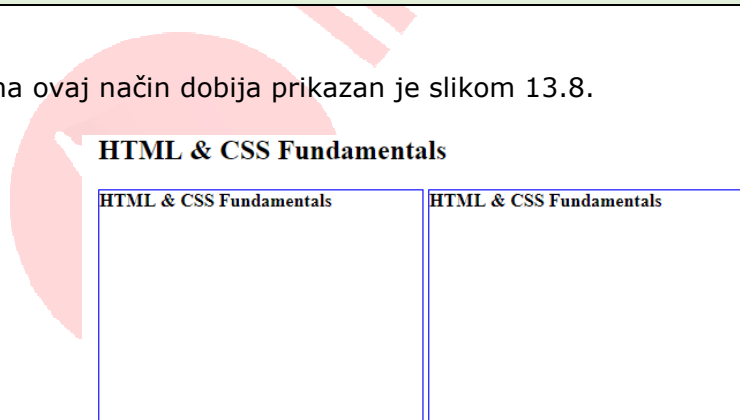 na ovaj način dobija prikazan je slikom 13.8.
HTML & CSS Fundamentals
HTML & CSS Fundamentals HTML & CSS Fundamentals